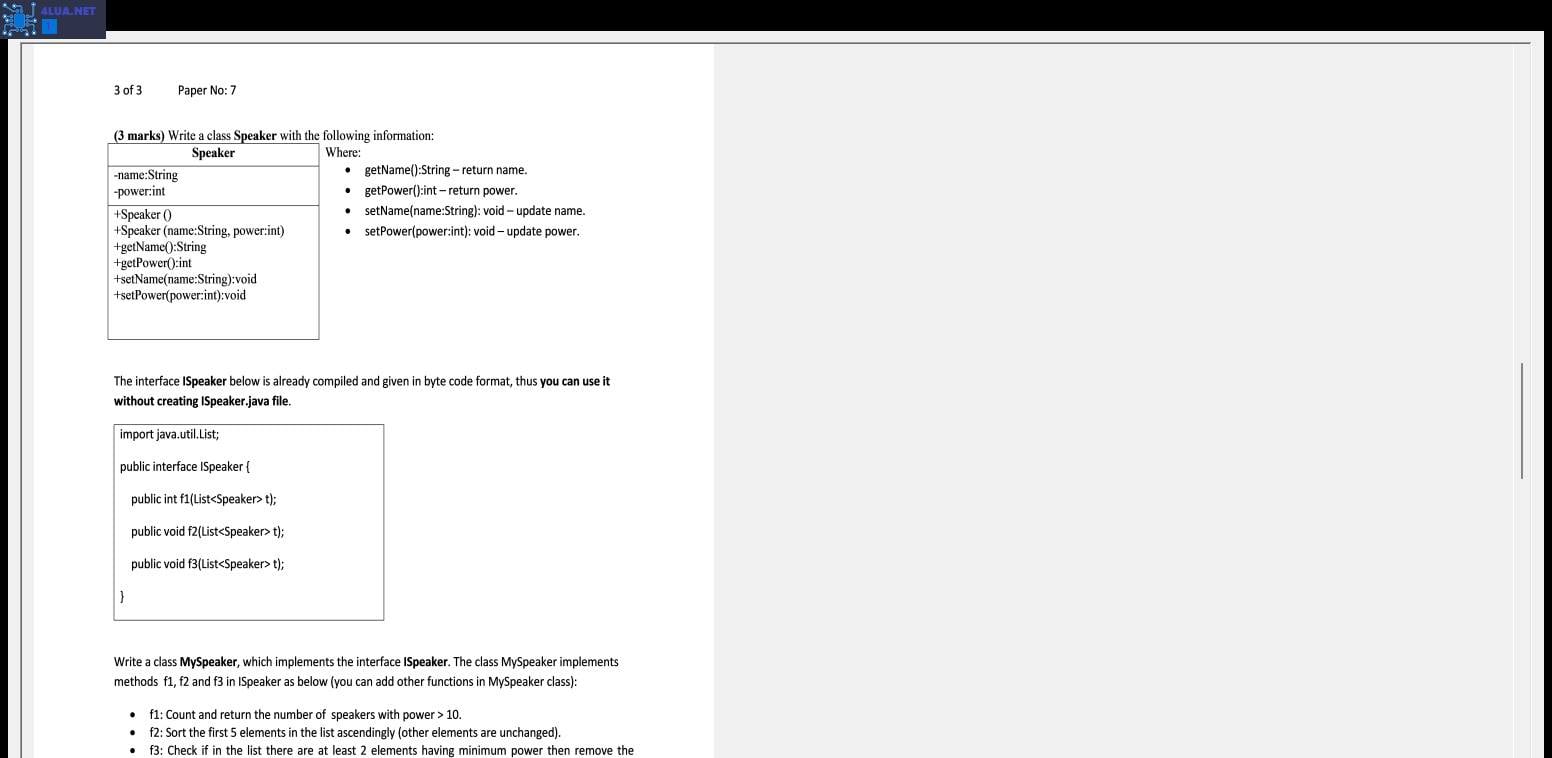 4LUA.NET
3 of 3 Paper No: 7
(3 marks) Write a class Speaker with the following information:
Speaker
-name:String
-power:int
+Speaker ()
+Speaker (name:String, power:int)
+getName():String
+getPower():int
+setName(name:String):void
+setPower(power:int):void
Where:
• getName():String – return name.
• getPower():int – return power.
• setName(name:String): void – update name.
• setPower(power:int): void – update power.
The interface ISpeaker below is already compiled and given in byte code format, thus you can use it
without creating ISpeaker.java file.
import java.util.List;
public interface ISpeaker {
public int f1(List<Speaker> t);
public void f2(List<Speaker> t);
public void f3(List<Speaker> t);
}
Write a class MySpeaker, which implements the interface ISpeaker. The class MySpeaker implements
methods f1, f2 and f3 in ISpeaker as below (you can add other functions in MySpeaker class):
• f1: Count and return the number of speakers with power > 10.
• f2: Sort the first 5 elements in the list ascendingly (other elements are unchanged).
• f3: Check if in the list there are at least 2 elements having minimum power then remove the